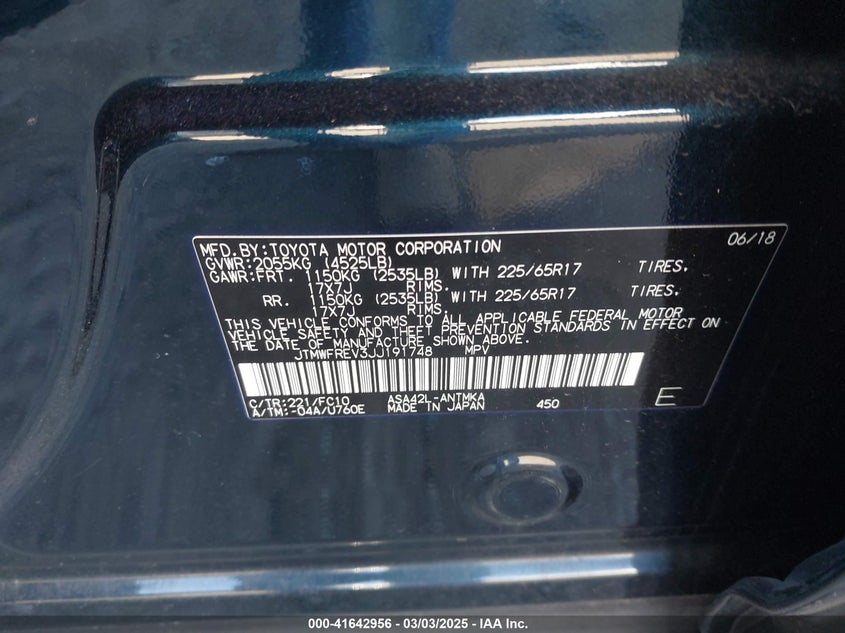 MFD.BY:TOYOTA MOTOR CORPORATION 06/18
GVWR:2055KG (4525LB)
GAWR:FRT. 1150KG (2535LB) WITH 225/65R17 TIRES.
17X7J RIMS.
RR. 1150KG (2535LB) WITH 225/65R17 TIRES.
17X7J RIMS.
THIS VEHICLE CONFORMS TO ALL APPLICABLE FEDERAL MOTOR
VEHICLE SAFETY AND THEFT PREVENTION STANDARDS IN EFFECT ON
THE DATE OF MANUFACTURE SHOWN ABOVE.
JTMWFREV3JJ191748 MPV
C/TR:221/FC10 ASA42L-ANTMKA
A/TM:-04A/U760E MADE IN JAPAN 450 E
000-41642956 — 03/03/2025 — IAA Inc.